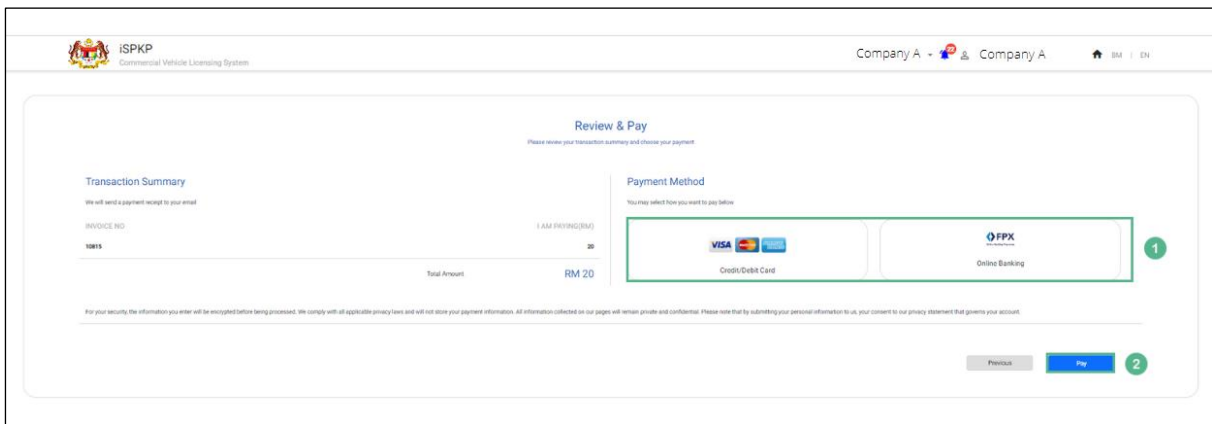 iSPKP
Commercial Vehicle Licensing System
Company A
Company A
BM | EN
Review & Pay
Please review your transaction summary and choose your payment
Transaction Summary
We will send a payment receipt to your email
INVOICE NO
I AM PAYING(RM)
10815
20
Total Amount
RM 20
Payment Method
You may select how you want to pay below
VISA
Credit/Debit Card
FPX
Online Banking
1
For your security, the information you enter will be encrypted before being processed. We comply with all applicable privacy laws and will not store your payment information. All information collected on our pages will remain private and confidential. Please note that by submitting your personal information to us, your consent to our privacy statement that governs your account.
Previous
Pay
2